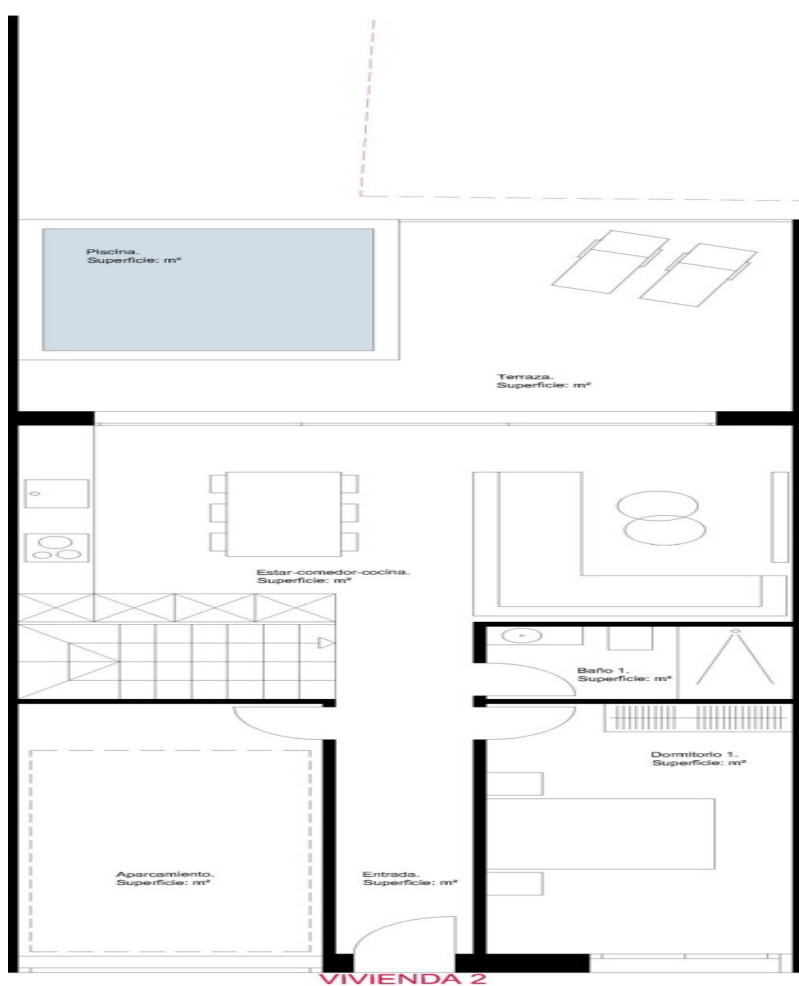 Piscina.
Superficie: m²
Terraza.
Superficie: m²
Estar-comedor-cocina.
Superficie: m²
Baño 1.
Superficie: m²
Dormitorio 1.
Superficie: m²
Aparcamiento.
Superficie: m²
Entrada.
Superficie: m²
VIVIENDA 2